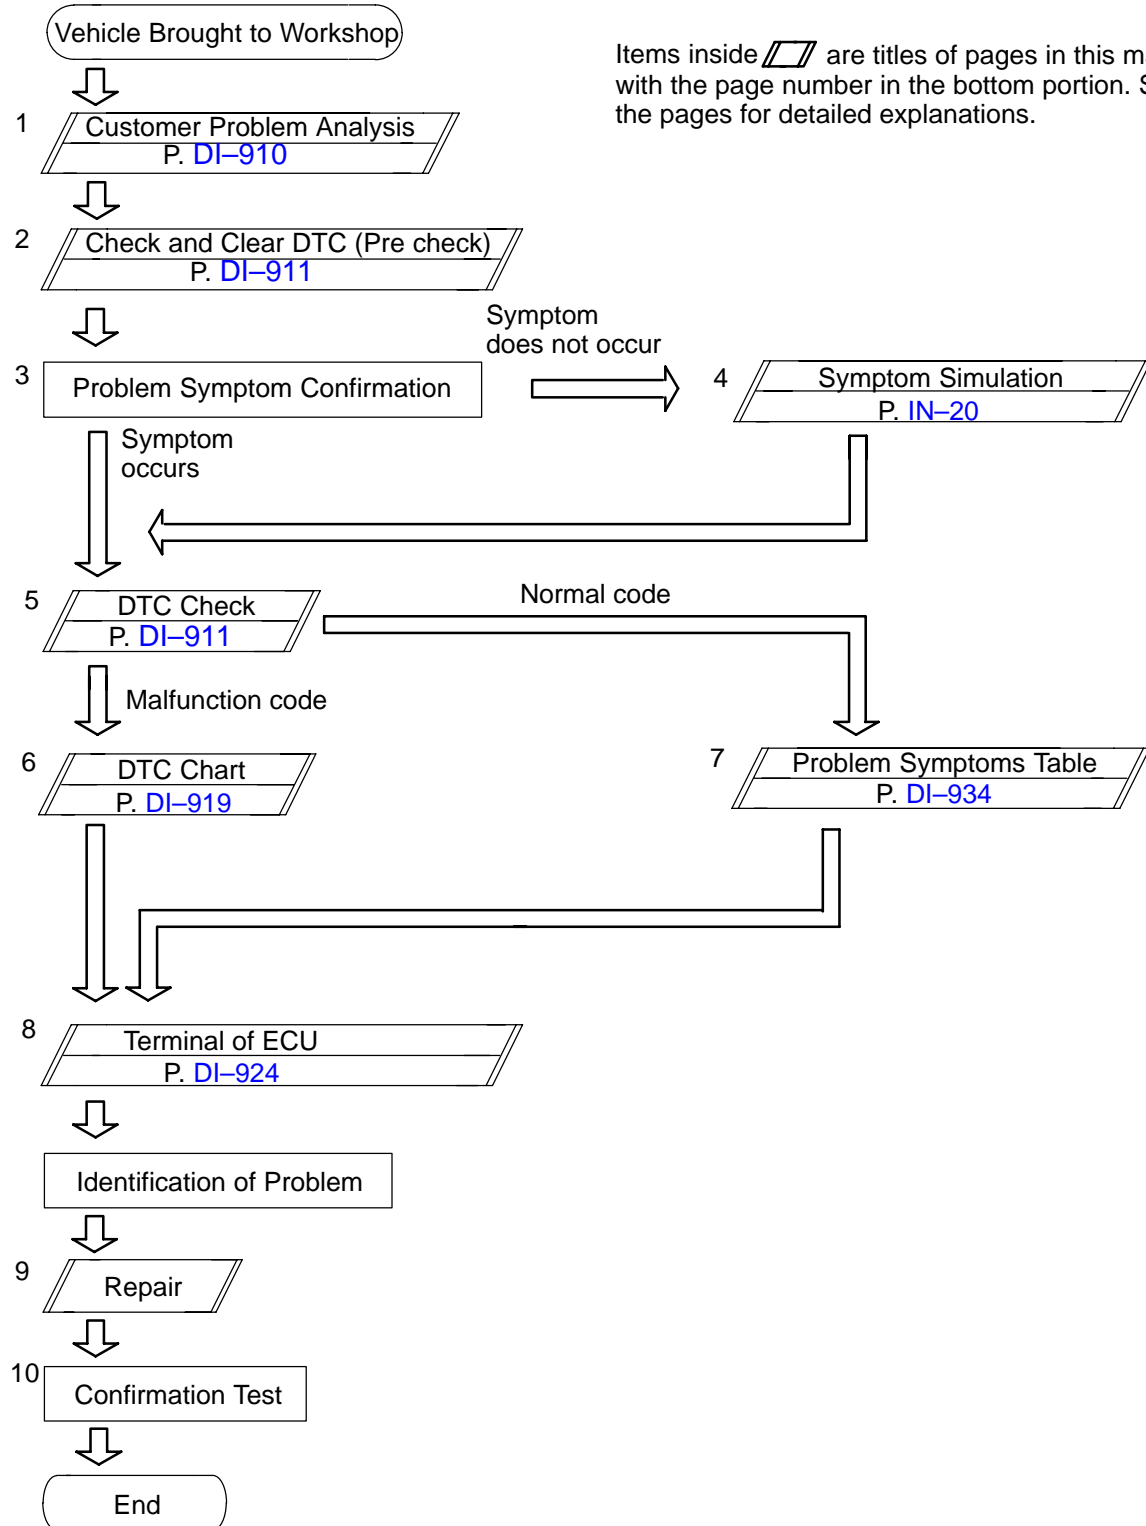 Vehicle Brought to Workshop
Items inside are titles of pages in this
with the page number in the bottom portion.
the pages for detailed explanations.
1
Customer Problem Analysis
P. DI–910
2
Check and Clear DTC (Pre check)
P. DI–911
Symptom
does not occur
3
Problem Symptom Confirmation
4
Symptom Simulation
P. IN–20
Symptom
occurs
5
DTC Check
P. DI–911
Normal code
Malfunction code
6
DTC Chart
P. DI–919
7
Problem Symptoms Table
P. DI–934
8
Terminal of ECU
P. DI–924
Identification of Problem
9
Repair
10
Confirmation Test
End